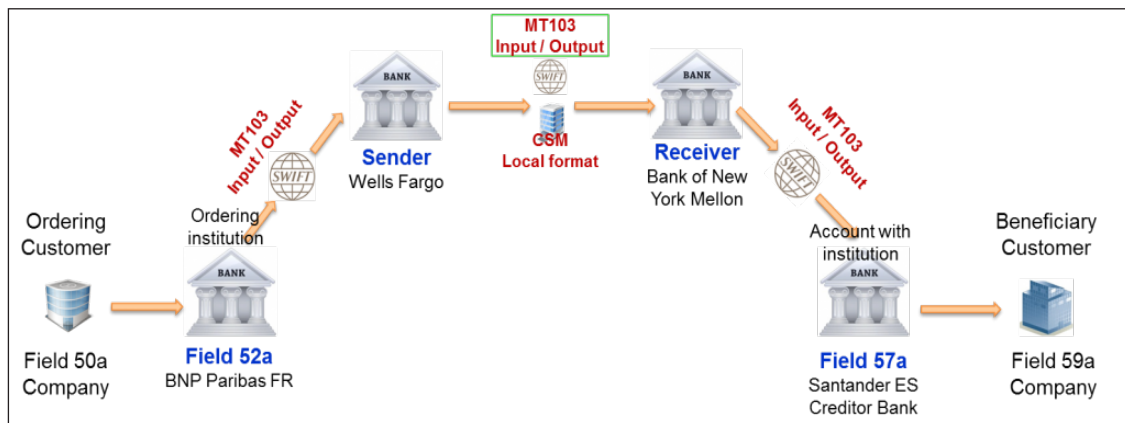 MT103
Input / Output
SWIFT
BANK
Sender
Wells Fargo
GSM
Local format
BANK
Receiver
Bank of New
York Mellon
MT103
Input / Output
SWIFT
MT103
Input / Output
SWIFT
Ordering
Customer
Field 50a
Company
Ordering
institution
BANK
Field 52a
BNP Paribas FR
Account with
institution
BANK
Field 57a
Santander ES
Creditor Bank
Beneficiary
Customer
Field 59a
Company